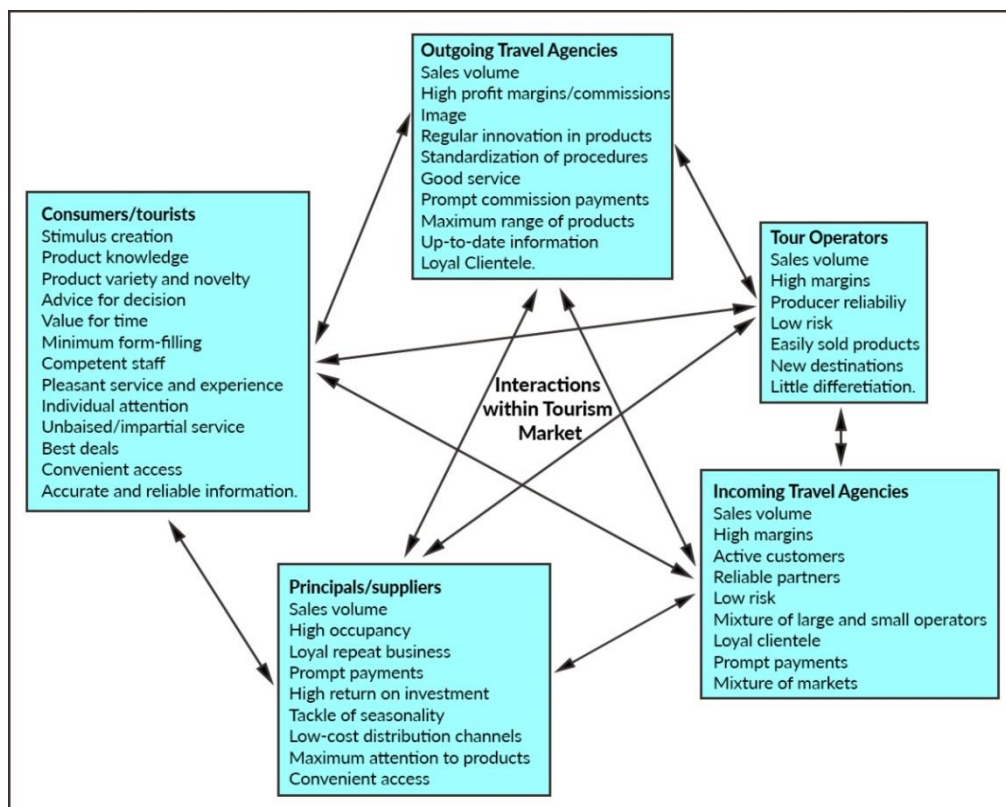 Outgoing Travel Agencies
Sales volume
High profit margins/commissions
Image
Regular innovation in products
Standardization of procedures
Good service
Prompt commission payments
Maximum range of products
Up-to-date information
Loyal Clientele.
Consumers/tourists
Stimulus creation
Product knowledge
Product variety and novelty
Advice for decision
Value for time
Minimum form-filling
Competent staff
Pleasant service and experience
Individual attention
Unbaised/impartial service
Best deals
Convenient access
Accurate and reliable information.
Tour Operators
Sales volume
High margins
Producer reliabiliy
Low risk
Easily sold products
New destinations
Little differetiation.
Interactions
within Tourism
Market
Principals/suppliers
Sales volume
High occupancy
Loyal repeat business
Prompt payments
High return on investment
Tackle of seasonality
Low-cost distribution channels
Maximum attention to products
Convenient access
Incoming Travel Agencies
Sales volume
High margins
Active customers
Reliable partners
Low risk
Mixture of large and small operators
Loyal clientele
Prompt payments
Mixture of markets